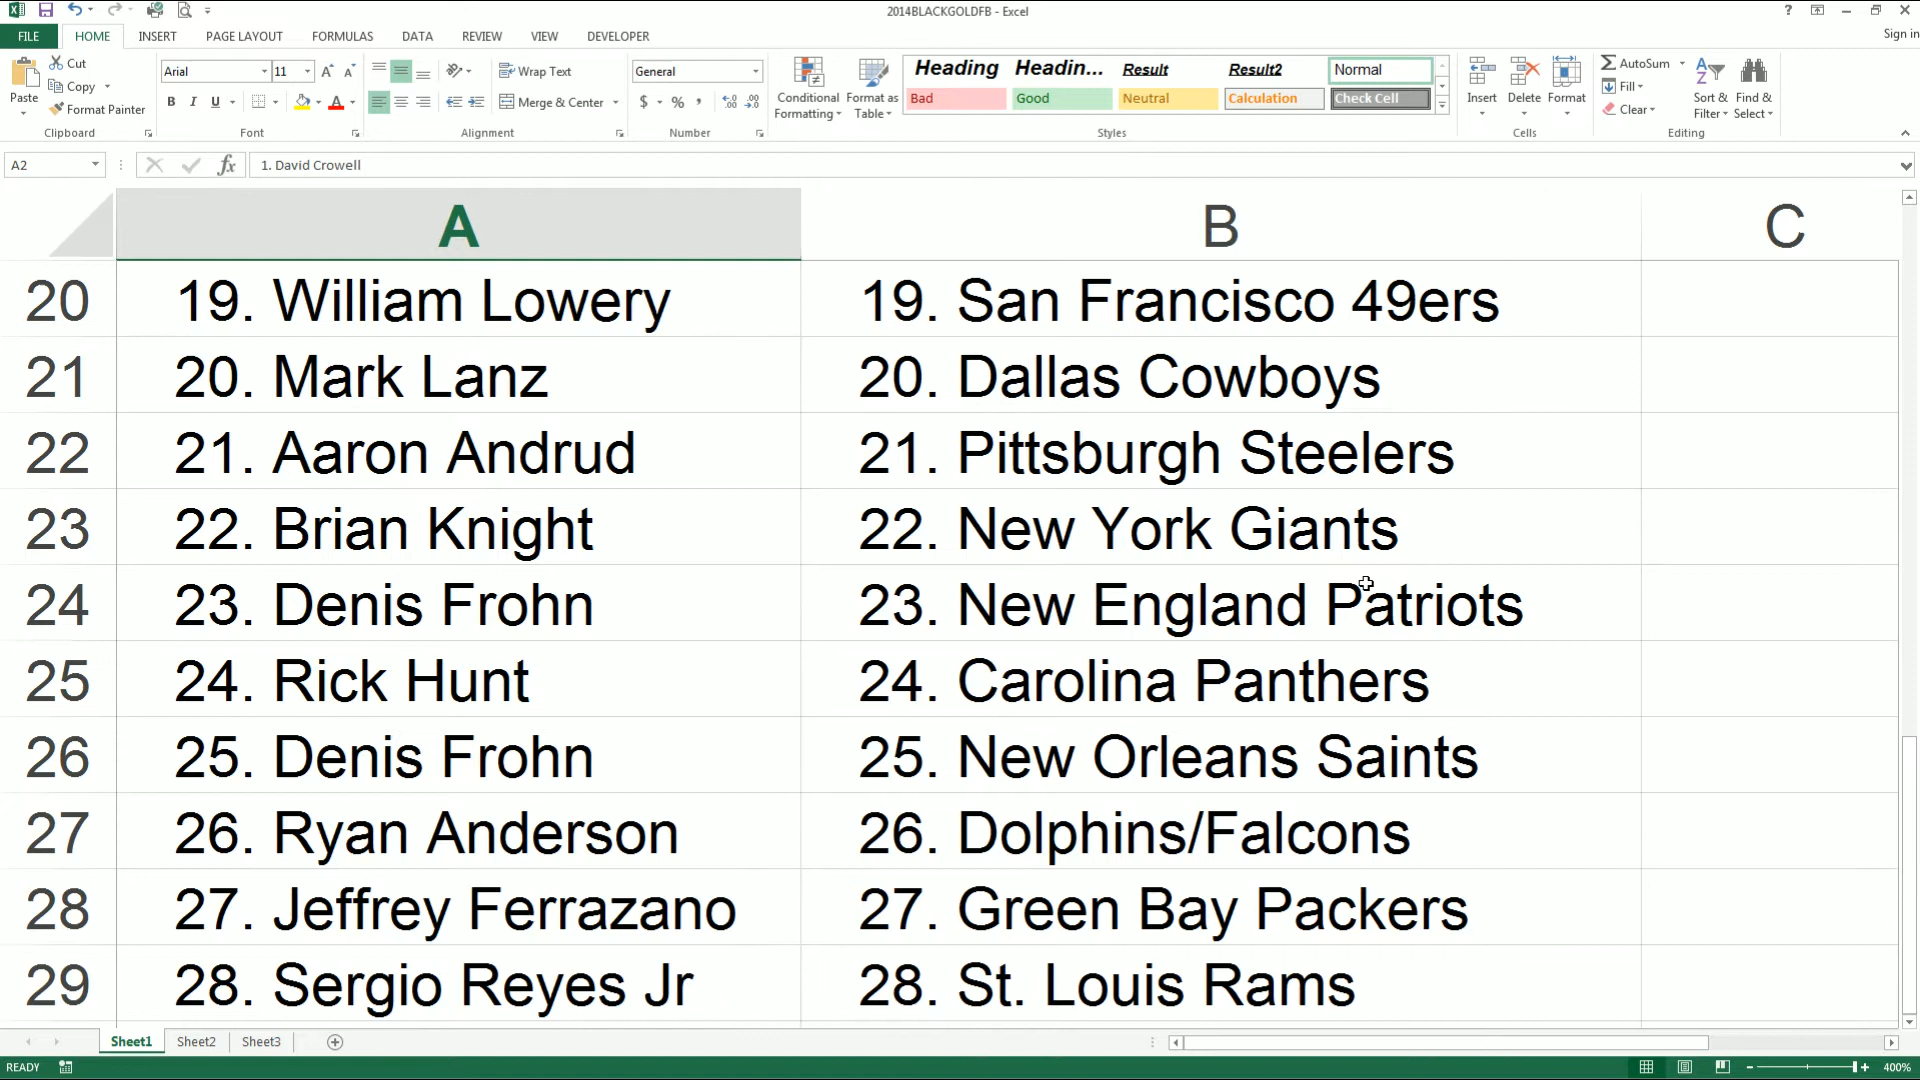 2014BLACKGOLDFB - Excel
Sign in
FILE HOME INSERT PAGE LAYOUT FORMULAS DATA REVIEW VIEW DEVELOPER
Paste
Cut
Copy
Format Painter
Clipboard
Arial 11
B I U
Font
Wrap Text
Merge & Center
Alignment
General
$ % ,
Number
Conditional Formatting
Format as Table
Heading Headin... Result Result2 Normal
Bad Good Neutral Calculation Check Cell
Styles
Insert Delete Format
Cells
AutoSum
Fill
Clear
Sort & Filter
Find & Select
Editing
A2 fx 1. David Crowell
A B C
20 19. William Lowery 19. San Francisco 49ers
21 20. Mark Lanz 20. Dallas Cowboys
22 21. Aaron Andrud 21. Pittsburgh Steelers
23 22. Brian Knight 22. New York Giants
24 23. Denis Frohn 23. New England Patriots
25 24. Rick Hunt 24. Carolina Panthers
26 25. Denis Frohn 25. New Orleans Saints
27 26. Ryan Anderson 26. Dolphins/Falcons
28 27. Jeffrey Ferrazano 27. Green Bay Packers
29 28. Sergio Reyes Jr 28. St. Louis Rams
Sheet1 Sheet2 Sheet3
READY 400%